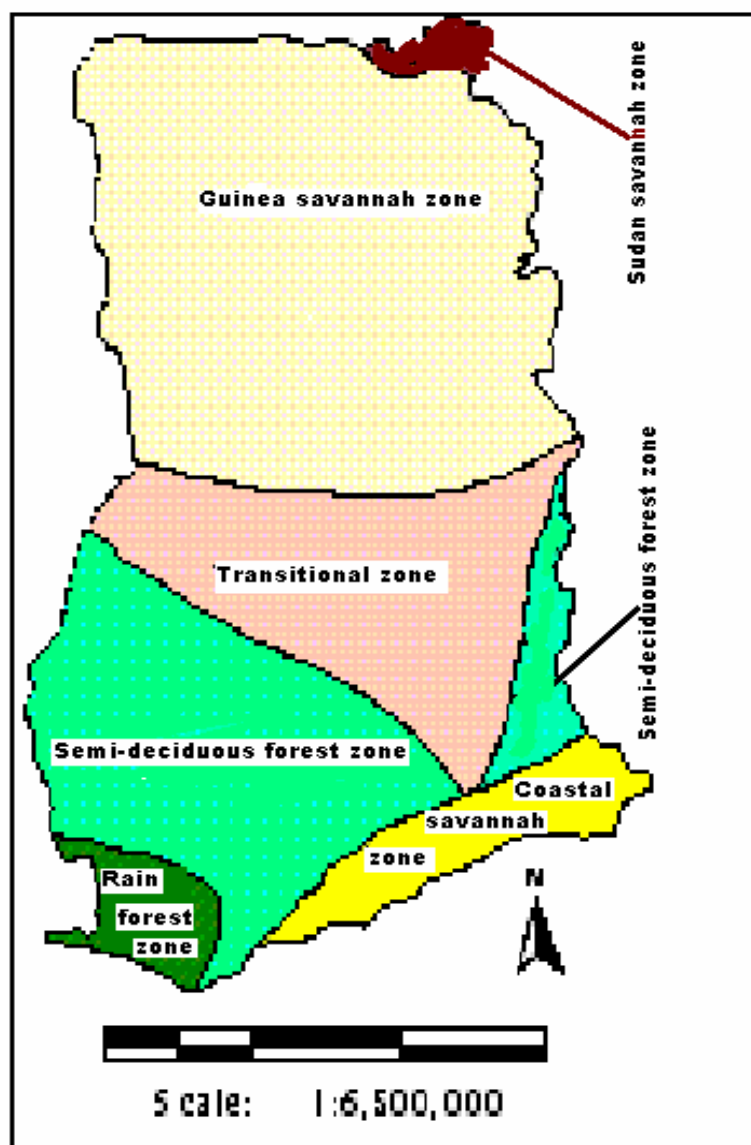 Sudan savannah zone
Guinea savannah zone
Semi-deciduous forest zone
Transitional zone
Semi-deciduous forest zone
Coastal
savannah
zone
Rain
forest
zone
N
Scale: 1:6,500,000